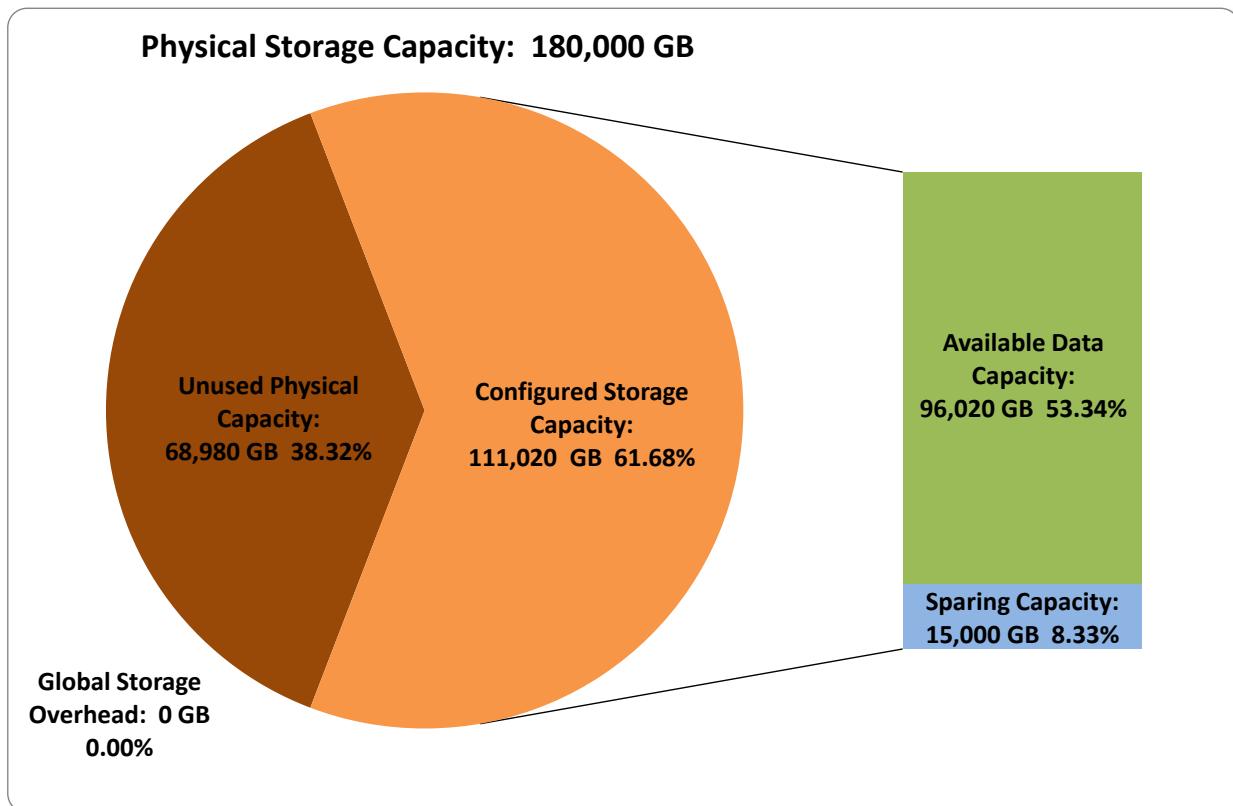 Physical Storage Capacity:  180,000 GB
Unused Physical
Capacity:
68,980 GB  38.32%
Configured Storage
Capacity:
111,020  GB  61.68%
Available Data
Capacity:
96,020 GB  53.34%
Sparing Capacity:
15,000 GB  8.33%
Global Storage
Overhead:  0 GB
0.00%